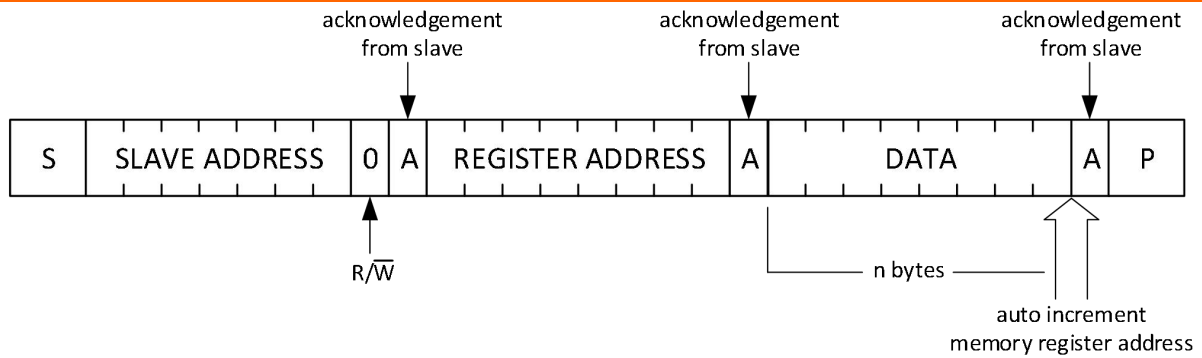 acknowledgement
from slave
acknowledgement
from slave
acknowledgement
from slave
S SLAVE ADDRESS 0 A REGISTER ADDRESS A DATA A P
R/W̅
n bytes
auto increment
memory register address